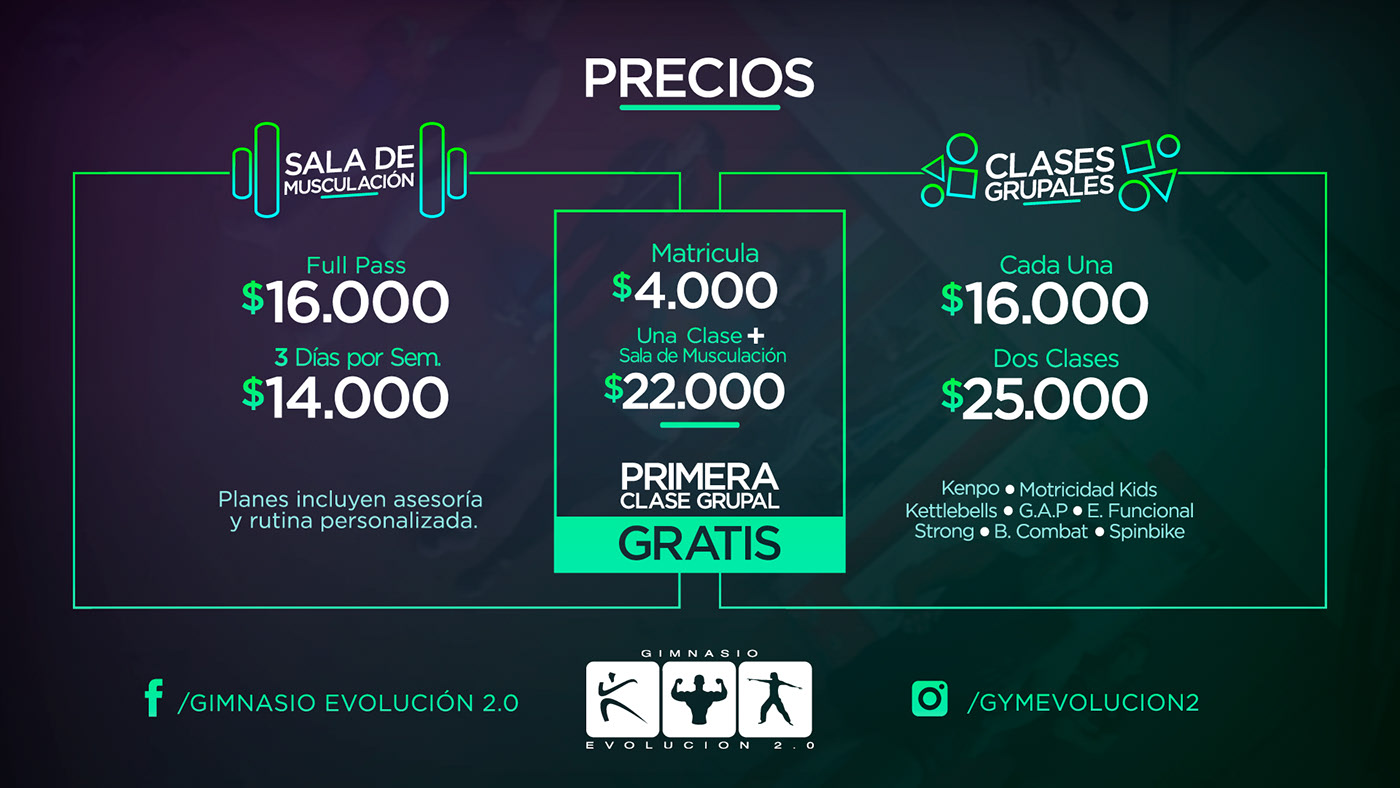 PRECIOS
SALA DE
MUSCULACIÓN
Full Pass
$16.000
3 Días por Sem.
$14.000
Planes incluyen asesoría
y rutina personalizada.
Matricula
$4.000
Una Clase +
Sala de Musculación
$22.000
PRIMERA
CLASE GRUPAL
GRATIS
CLASES
GRUPALES
Cada Una
$16.000
Dos Clases
$25.000
Kenpo ● Motricidad Kids
Kettlebells ● G.A.P ● E. Funcional
Strong ● B. Combat ● Spinbike
/GIMNASIO EVOLUCIÓN 2.0
GIMNASIO
EVOLUCION 2.0
/GYMEVOLUCION2